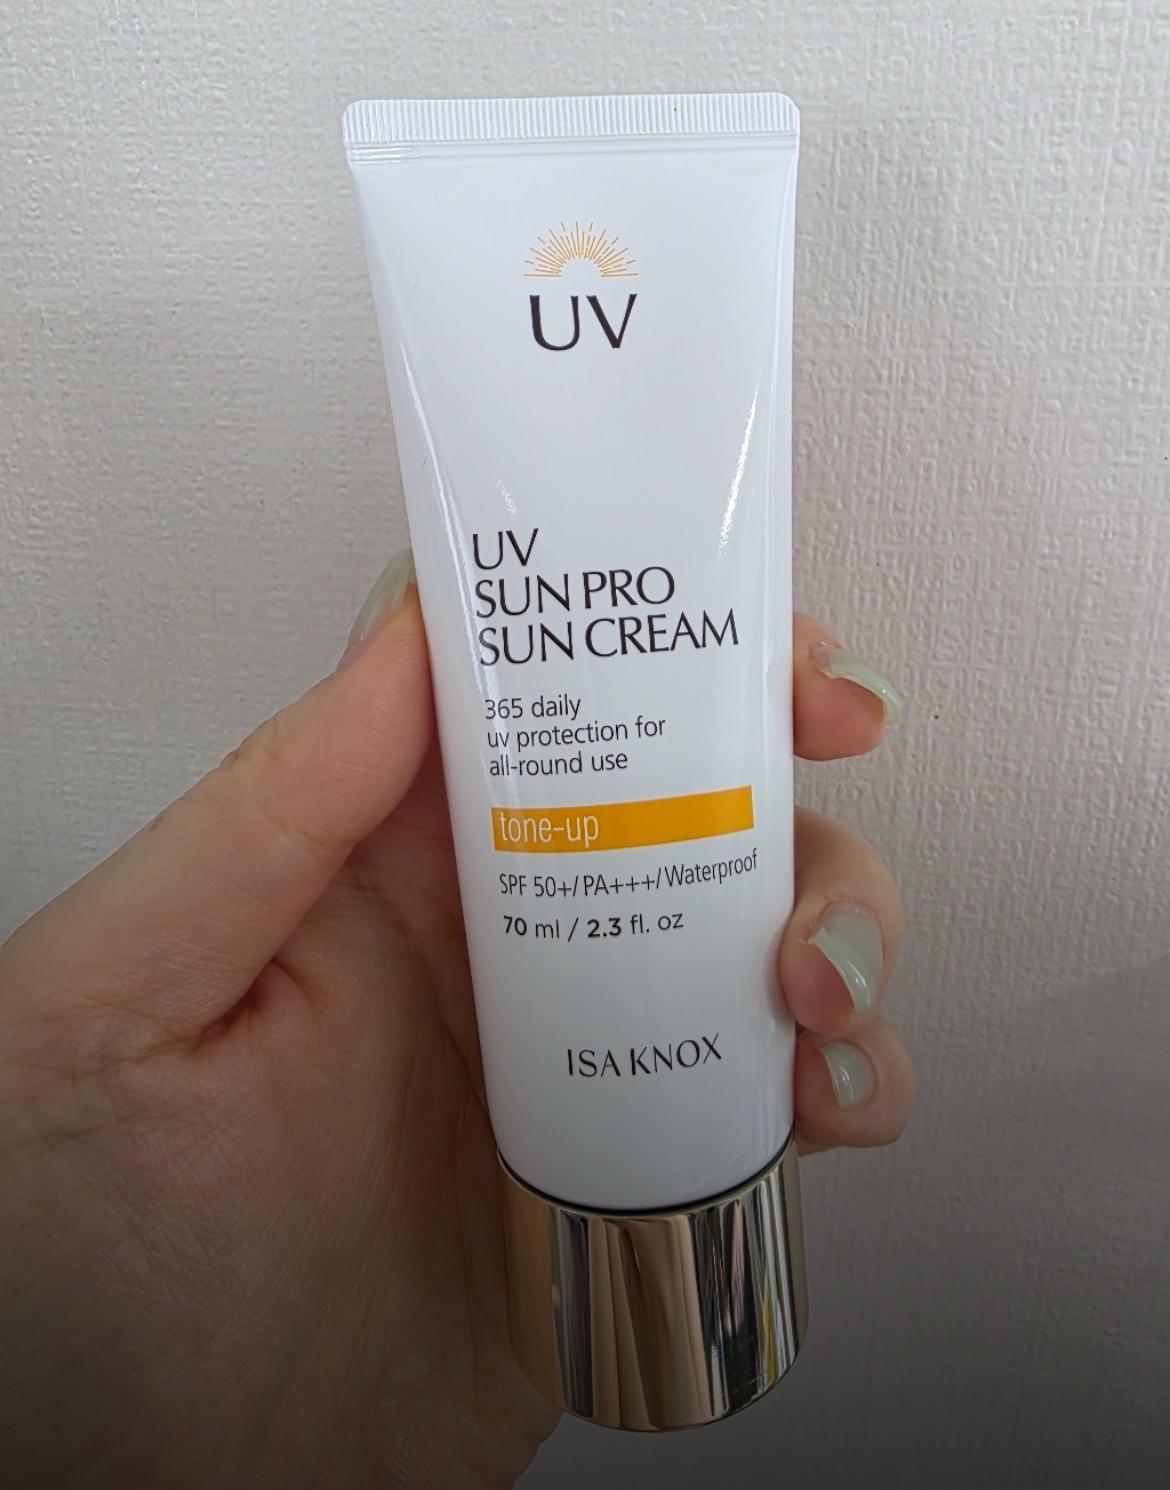 UV
UV
SUN PRO
SUN CREAM
365 daily
uv protection for
all-round use
tone-up
SPF 50+/PA+++/Waterproof
70 ml / 2.3 fl. oz
ISA KNOX